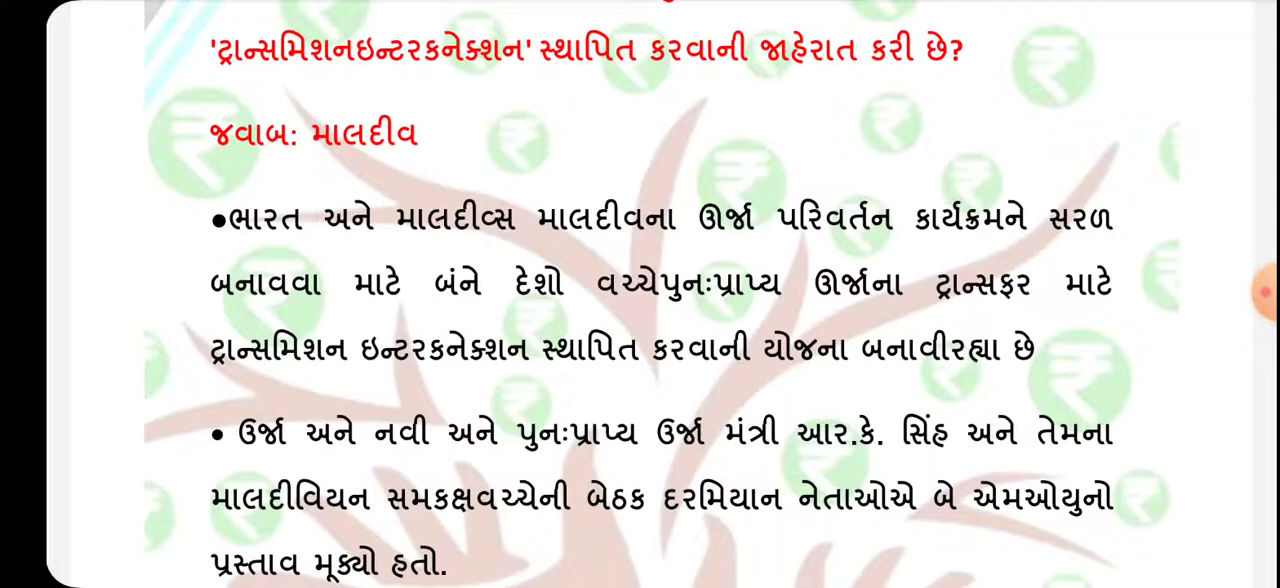 'ટ્રાન્સમિશનઇન્ટરકનેક્શન' સ્થાપિત કરવાની જાહેરાત કરી છે?
જવાબ: માલદીવ
●ભારત અને માલદીવ્સ માલદીવના ઊર્જા પરિવર્તન કાર્યક્રમને સરળ
બનાવવા માટે બંને દેશો વચ્ચેપુનઃપ્રાપ્ય ઊર્જાના ટ્રાન્સફર માટે
ટ્રાન્સમિશન ઇન્ટરકનેક્શન સ્થાપિત કરવાની યોજના બનાવીરહ્યા છે
● ઉર્જા અને નવી અને પુનઃપ્રાપ્ય ઉર્જા મંત્રી આર.કે. સિંહ અને તેમના
માલદીવિયન સમકક્ષવચ્ચેની બેઠક દરમિયાન નેતાઓએ બે એમઓયુનો
પ્રસ્તાવ મૂક્યો હતો.